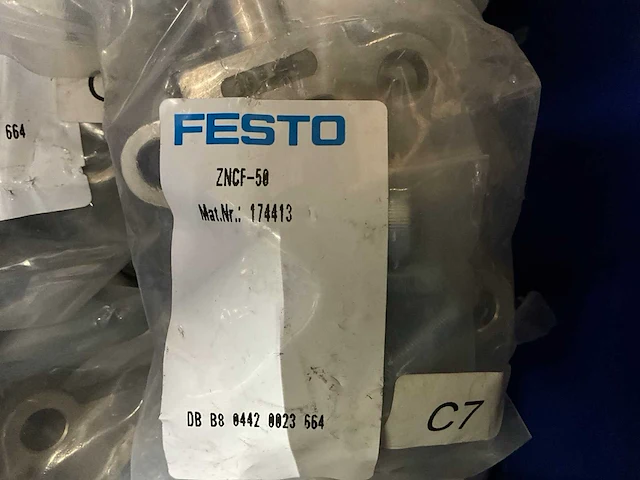 FESTO
ZNCF-50
Mat.Nr.: 174413
664
DB B8 0442 0023 664
C7